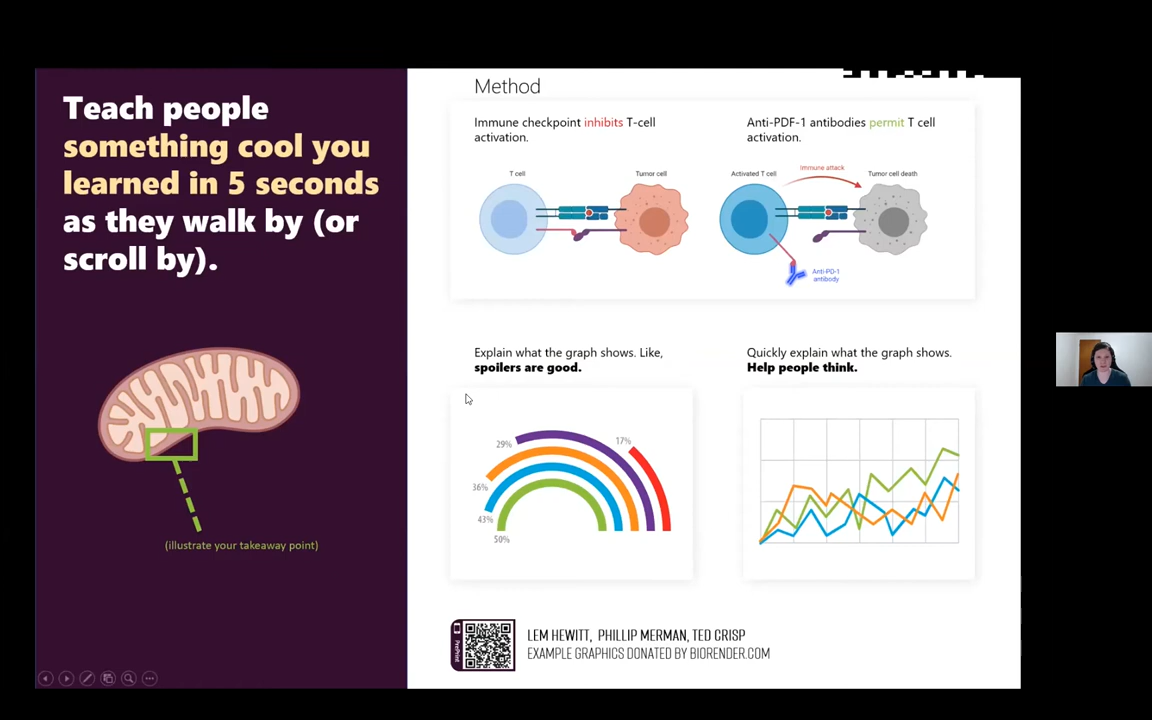 Teach people
something cool you
learned in 5 seconds
as they walk by (or
scroll by).
(illustrate your takeaway point)
Method
Immune checkpoint inhibits T-cell
activation.
T cell
Tumor cell
Anti-PDF-1 antibodies permit T cell
activation.
Activated T cell
Immune attack
Tumor cell death
Anti-PD-1
antibody
Explain what the graph shows. Like,
spoilers are good.
29%
17%
36%
43%
50%
Quickly explain what the graph shows.
Help people think.
PrePrint
LEM HEWITT, PHILLIP MERMAN, TED CRISP
EXAMPLE GRAPHICS DONATED BY BIORENDER.COM